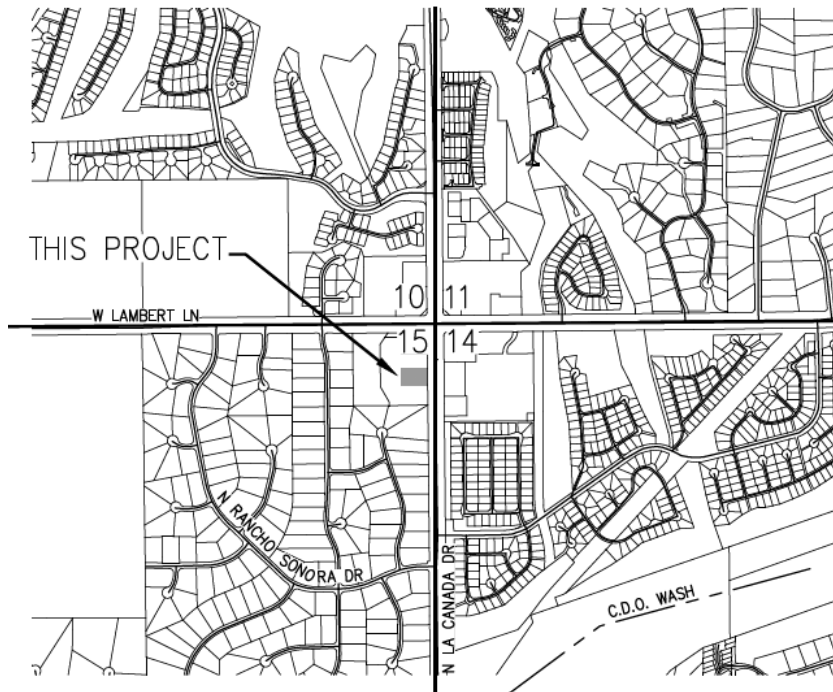 THIS PROJECT
10 11
W LAMBERT LN
15 14
N RANCHO SONORA DR
N LA CANADA DR
C.D.O. WASH